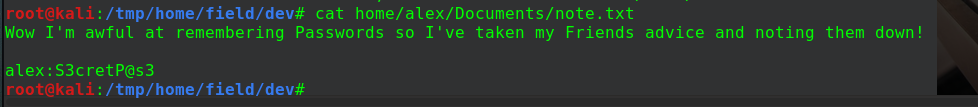 root@kali:/tmp/home/field/dev# cat home/alex/Documents/note.txt
Wow I'm awful at remembering Passwords so I've taken my Friends advice and noting them down!
alex:S3cretP@s3
root@kali:/tmp/home/field/dev#